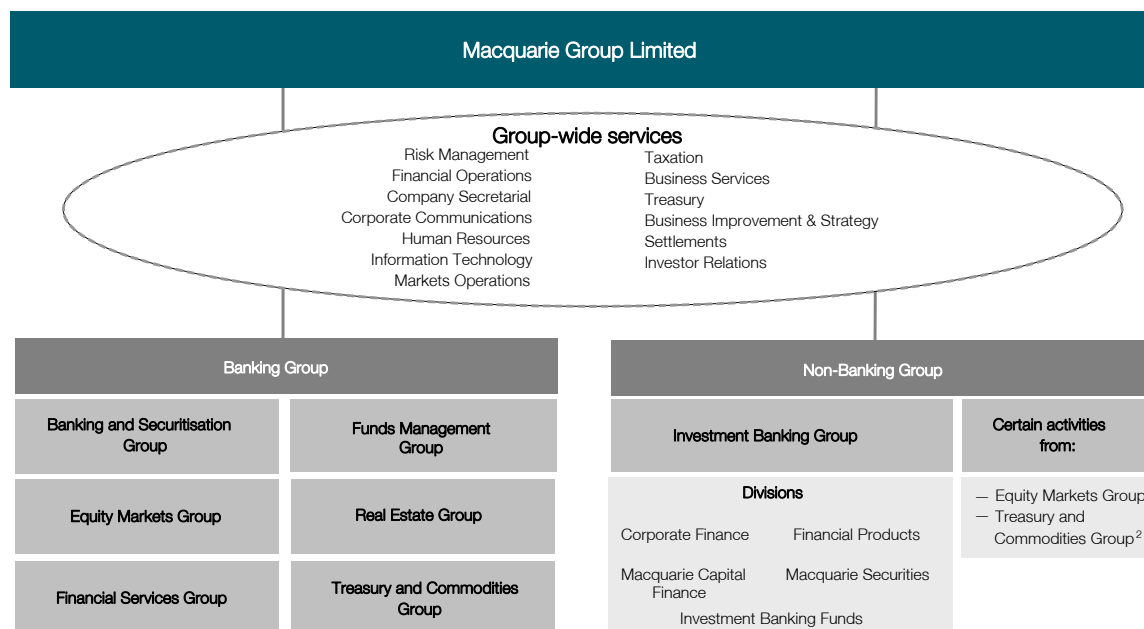 Macquarie Group Limited
Group-wide services
Risk Management
Financial Operations
Company Secretarial
Corporate Communications
Human Resources
Information Technology
Markets Operations
Taxation
Business Services
Treasury
Business Improvement & Strategy
Settlements
Investor Relations
Banking Group
Banking and Securitisation
Group
Funds Management
Group
Equity Markets Group
Real Estate Group
Financial Services Group
Treasury and Commodities
Group
Non-Banking Group
Investment Banking Group
Divisions
Corporate Finance
Financial Products
Macquarie Capital
Finance
Macquarie Securities
Investment Banking Funds
Certain activities
from:
— Equity Markets Group
— Treasury and
Commodities Group²